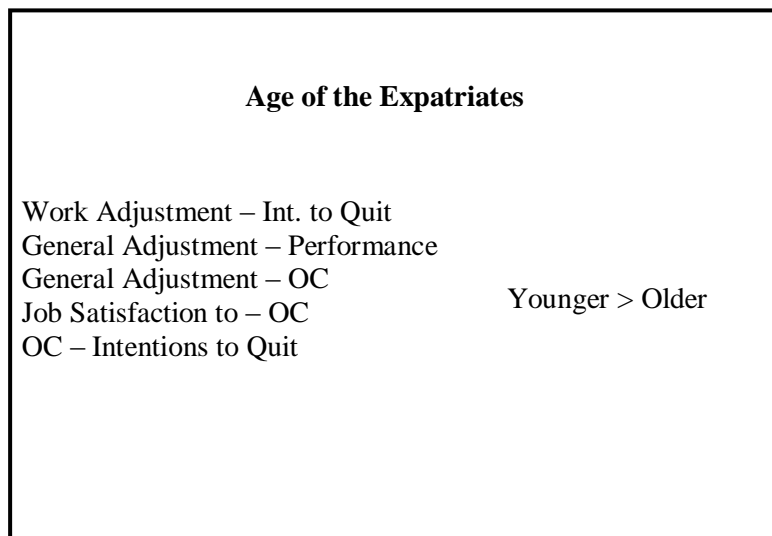 Age of the Expatriates
Work Adjustment – Int. to Quit
General Adjustment – Performance
General Adjustment – OC
Job Satisfaction to – OC
OC – Intentions to Quit
Younger > Older